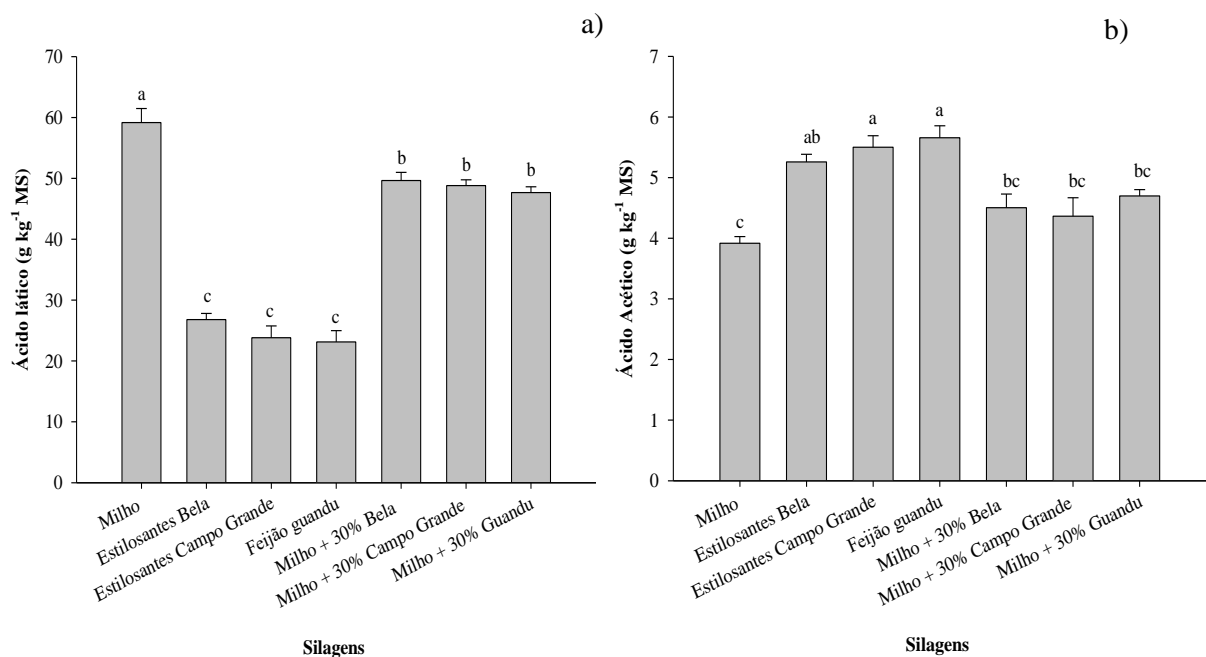 a)
70
60
50
40
30
20
10
0
Ácido lático (g kg-1 MS)
a
c
c
c
b
b
b
Milho
Estilosantes Bela
Estilosantes Campo Grande
Feijão guandu
Milho + 30% Bela
Milho + 30% Campo Grande
Milho + 30% Guandu
Silagens
b)
7
6
5
4
3
2
1
0
Ácido Acético (g kg-1 MS)
c
ab
a
a
bc
bc
bc
Milho
Estilosantes Bela
Estilosantes Campo Grande
Feijão guandu
Milho + 30% Bela
Milho + 30% Campo Grande
Milho + 30% Guandu
Silagens